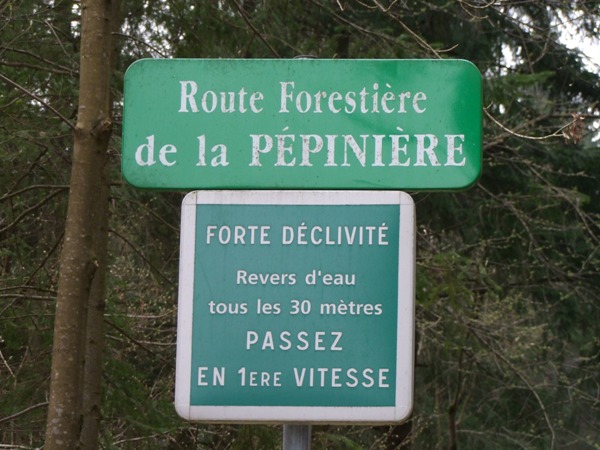 Route Forestière
de la PÉPINIÈRE
FORTE DÉCLIVITÉ
Revers d'eau
tous les 30 mètres
PASSEZ
EN 1ERE VITESSE